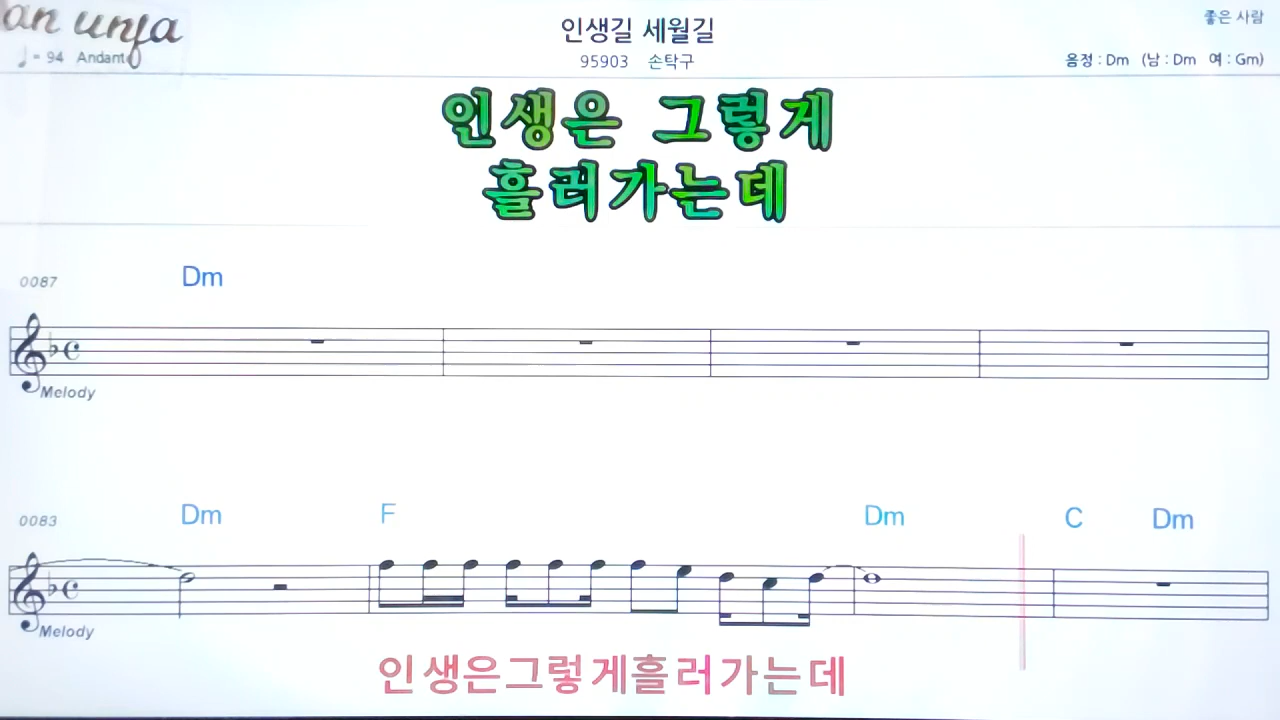 an unja
♩= 94 Andante
인생길 세월길
95903 손탁구
좋은 사람
음정 : Dm (남 : Dm 여 : Gm)
인생은 그렇게
흘러가는데
0087 Dm
Melody
0083 Dm F Dm C Dm
Melody
인생은그렇게흘러가는데